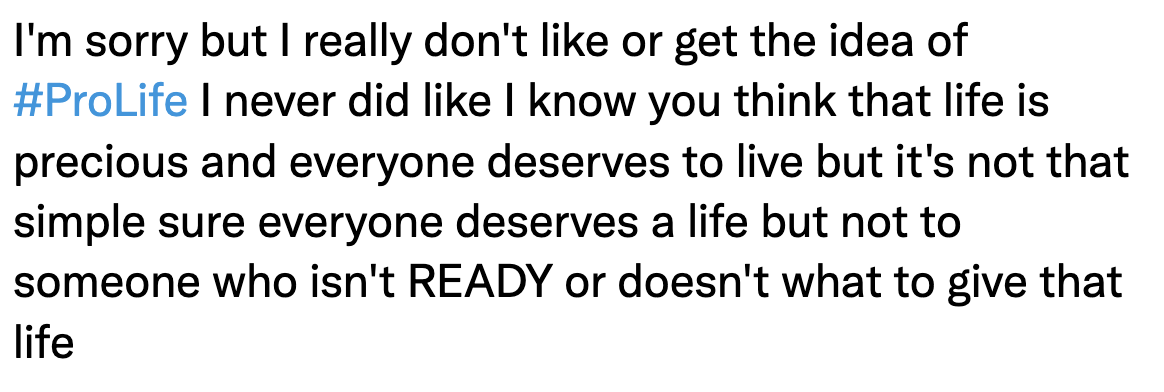 I'm sorry but I really don't like or get the idea of
#ProLife I never did like I know you think that life is
precious and everyone deserves to live but it's not that
simple sure everyone deserves a life but not to
someone who isn't READY or doesn't what to give that
life